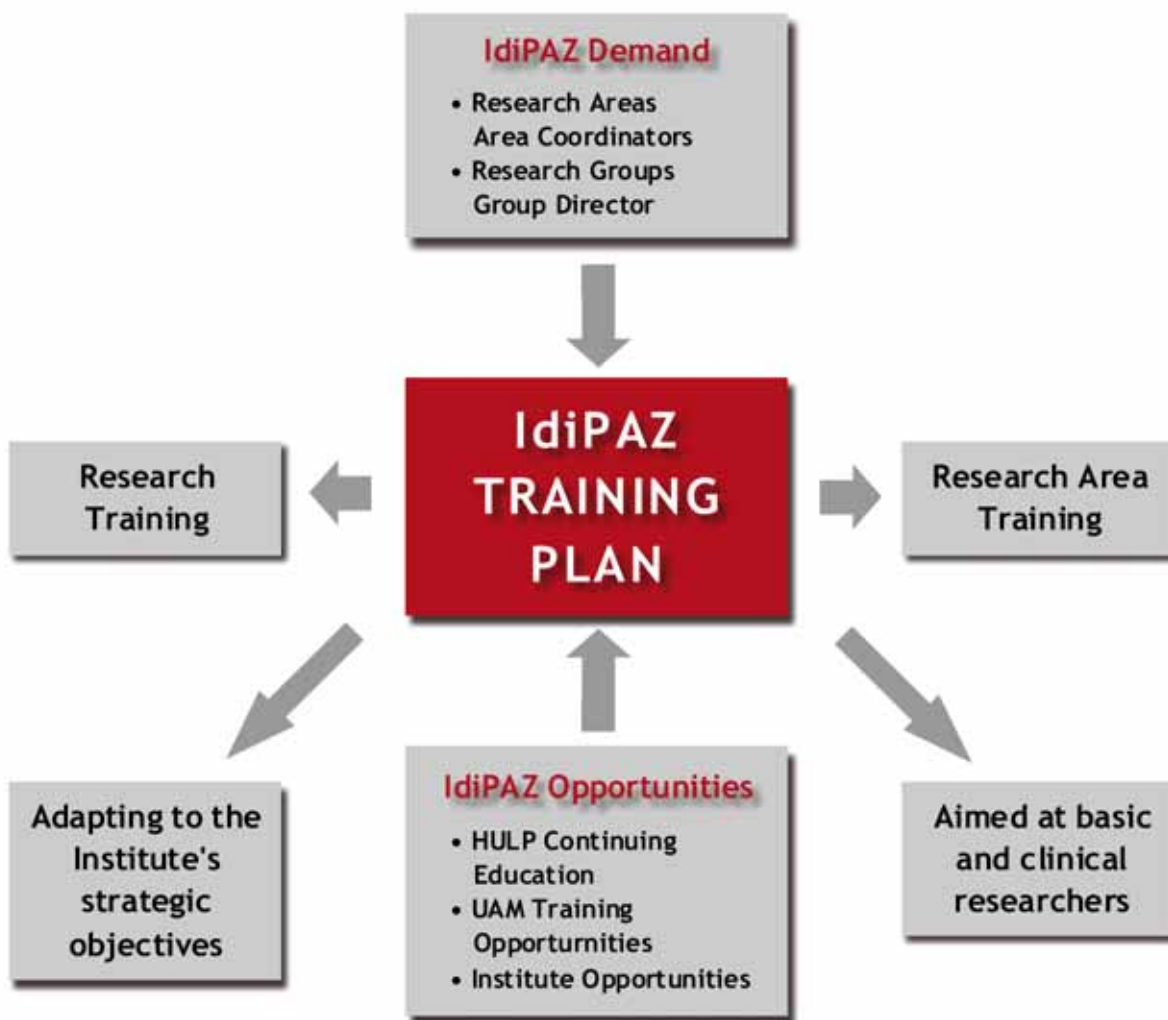 IdiPAZ Demand
• Research Areas
Area Coordinators
• Research Groups
Group Director
IdiPAZ
TRAINING
PLAN
Research
Training
Research Area
Training
Adapting to the
Institute's
strategic
objectives
IdiPAZ Opportunities
• HULP Continuing
Education
• UAM Training
Opporturnities
• Institute Opportunities
Aimed at basic
and clinical
researchers